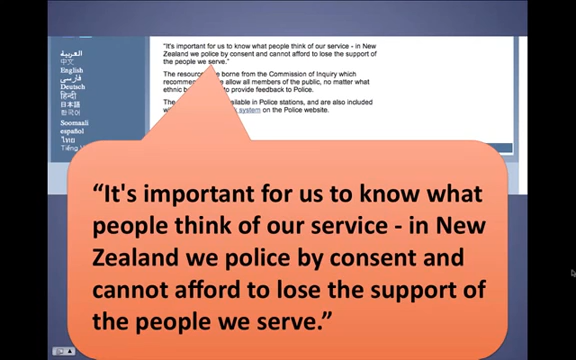 العربية
中文
English
فارسی
Deutsch
हिन्दी
日本語
한국어
Soomaali
español
ไทย
Tiếng
"It's important for us to know what people think of our service - in New
Zealand we police by consent and cannot afford to lose the support of
the people we serve."
The resourc borne from the Commission of Inquiry which
recommen allow all members of the public, no matter what
ethnic to provide feedback to Police.
The available in Police stations, and are also included
system on the Police website.
“It's important for us to know what
people think of our service - in New
Zealand we police by consent and
cannot afford to lose the support of
the people we serve.”